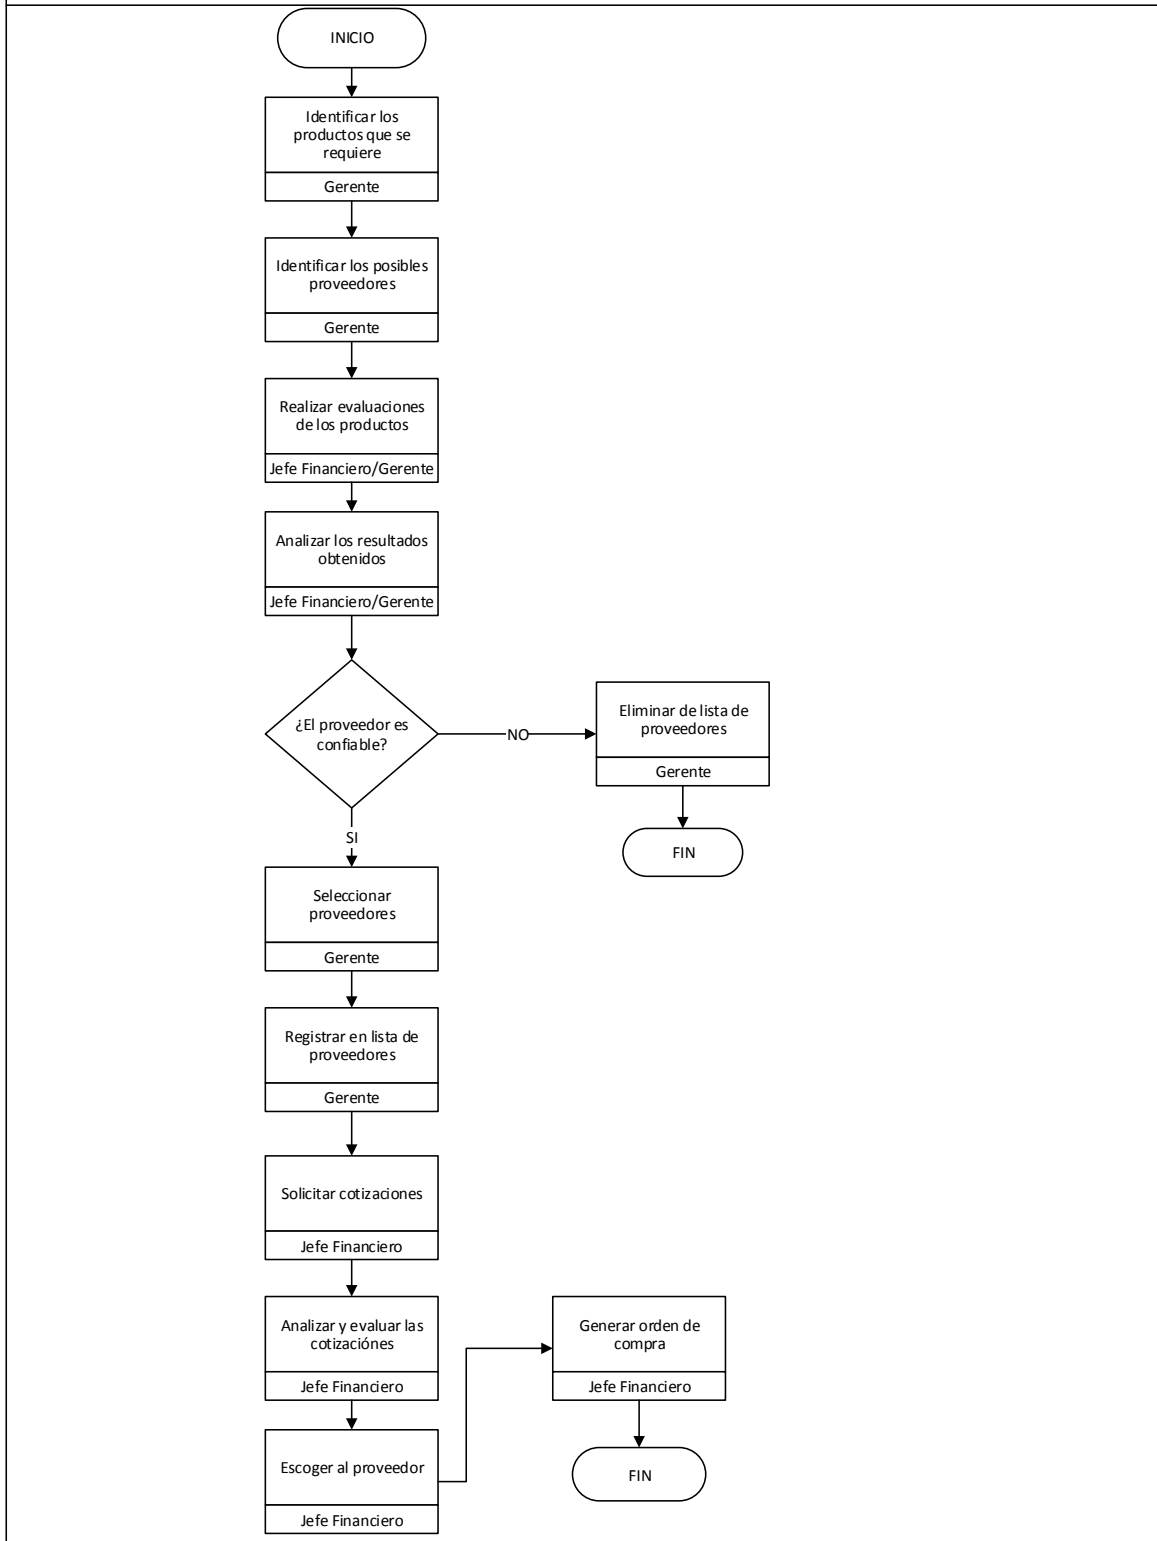 INICIO
Identificar los
productos que se
requiere
Gerente
Identificar los posibles
proveedores
Gerente
Realizar evaluaciones
de los productos
Jefe Financiero/Gerente
Analizar los resultados
obtenidos
Jefe Financiero/Gerente
¿El proveedor es
confiable?
NO
Eliminar de lista de
proveedores
Gerente
FIN
SI
Seleccionar
proveedores
Gerente
Registrar en lista de
proveedores
Gerente
Solicitar cotizaciones
Jefe Financiero
Analizar y evaluar las
cotizaciónes
Jefe Financiero
Escoger al proveedor
Jefe Financiero
Generar orden de
compra
Jefe Financiero
FIN